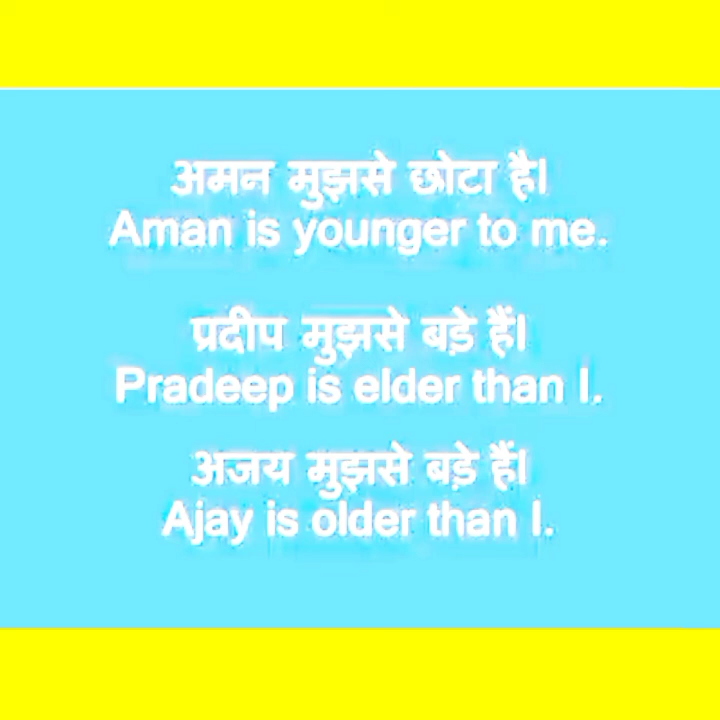 अमन मुझसे छोटा है।
Aman is younger to me.
प्रदीप मुझसे बड़े हैं।
Pradeep is elder than I.
अजय मुझसे बड़े हैं।
Ajay is older than I.